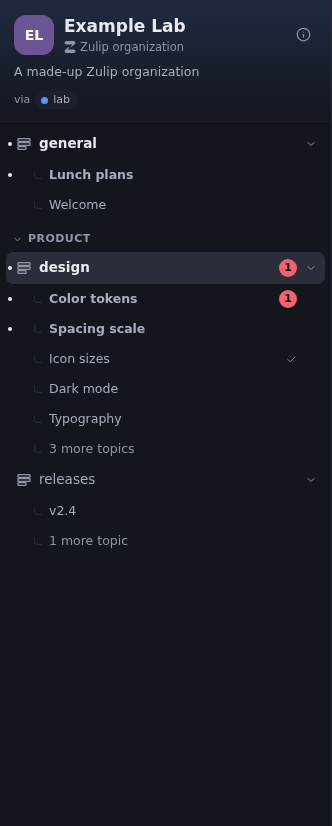 EL
Example Lab
Zulip organization
A made-up Zulip organization
via lab
general
Lunch plans
Welcome
PRODUCT
design 1
Color tokens 1
Spacing scale
Icon sizes
Dark mode
Typography
3 more topics
releases
v2.4
1 more topic